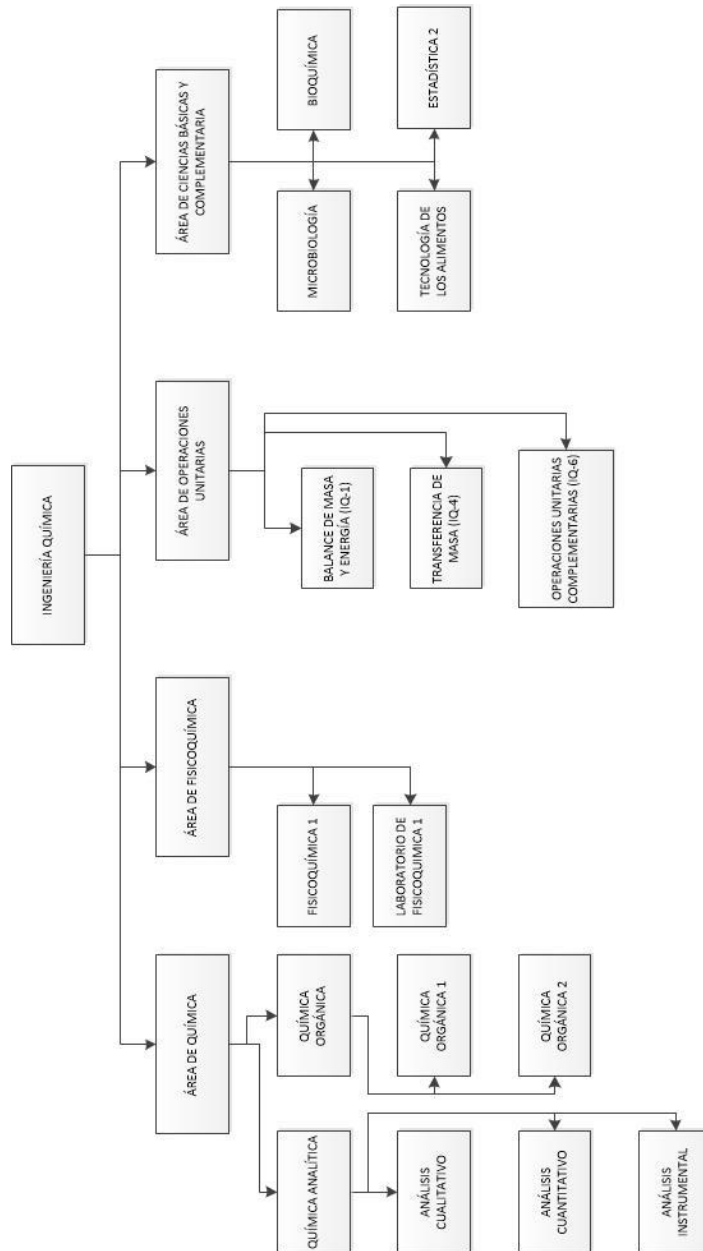 INGENIERÍA QUÍMICA
ÁREA DE QUÍMICA
ÁREA DE FISICOQUÍMICA
ÁREA DE OPERACIONES
UNITARIAS
ÁREA DE CIENCIAS BÁSICAS Y
COMPLEMENTARIA
QUÍMICA ANALÍTICA
QUÍMICA
ORGÁNICA
ANÁLISIS
CUALITATIVO
ANÁLISIS
CUANTITATIVO
ANÁLISIS
INSTRUMENTAL
QUÍMICA
ORGÁNICA 1
QUÍMICA
ORGÁNICA 2
FISICOQUÍMICA 1
LABORATORIO DE
FISICOQUIMICA 1
BALANCE DE MASA
Y ENERGÍA (IQ-1)
TRANSFERENCIA DE
MASA (IQ-4)
OPERACIONES UNITARIAS
COMPLEMENTARIAS (IQ-6)
MICROBIOLOGÍA
BIOQUÍMICA
TECNOLOGÍA DE
LOS ALIMENTOS
ESTADÍSTICA 2